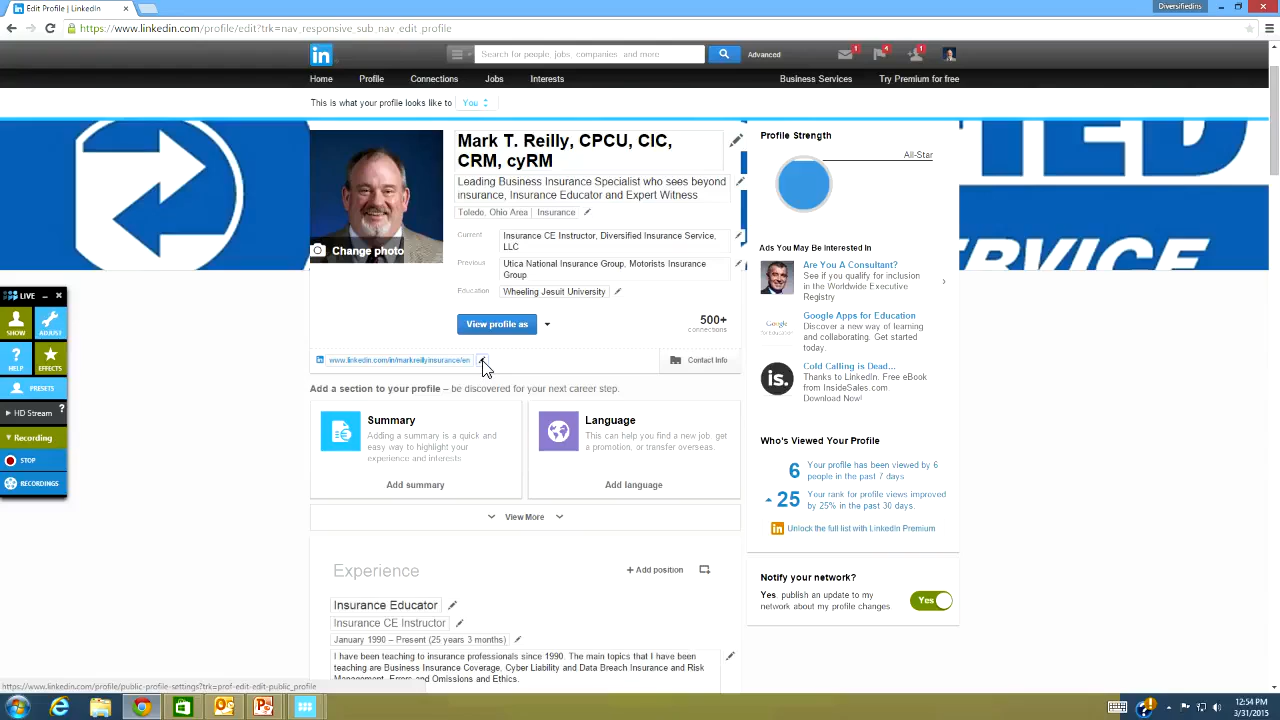 Edit Profile | LinkedIn
Diversifiedins
https://www.linkedin.com/profile/edit?trk=nav_responsive_sub_nav_edit_profile
in
Search for people, jobs, companies, and more
Advanced
1
4
1
Home
Profile
Connections
Jobs
Interests
Business Services
Try Premium for free
This is what your profile looks like to
You
TED
SERVICE
Change photo
Mark T. Reilly, CPCU, CIC,
CRM, cyRM
Leading Business Insurance Specialist who sees beyond
insurance, Insurance Educator and Expert Witness
Toledo, Ohio Area
Insurance
Current
Insurance CE Instructor, Diversified Insurance Service,
LLC
Previous
Utica National Insurance Group, Motorists Insurance
Group
Education
Wheeling Jesuit University
View profile as
500+
connections
www.linkedin.com/in/markreillyinsurance/en
Contact Info
Add a section to your profile – be discovered for your next career step.
Summary
Adding a summary is a quick and
easy way to highlight your
experience and interests
Add summary
Language
This can help you find a new job, get
a promotion, or transfer overseas.
Add language
View More
Experience
+ Add position
Insurance Educator
Insurance CE Instructor
January 1990 – Present (25 years 3 months)
I have been teaching to insurance professionals since 1990. The main topics that I have been
teaching are Business Insurance Coverage, Cyber Liability and Data Breach Insurance and Risk
Management, Errors and Omissions and Ethics.
Profile Strength
All-Star
Ads You May Be Interested In
Are You A Consultant?
See if you qualify for inclusion
in the Worldwide Executive
Registry
Google
for Education
Google Apps for Education
Discover a new way of learning
and collaborating. Get started
today.
is.
Cold Calling is Dead...
Thanks to LinkedIn. Free eBook
from InsideSales.com
Download Now!
Who's Viewed Your Profile
6
Your profile has been viewed by 6
people in the past 7 days
25
Your rank for profile views improved
by 25% in the past 30 days.
in
Unlock the full list with LinkedIn Premium
Notify your network?
Yes, publish an update to my
network about my profile changes.
Yes
LIVE
SHOW
ADJUST
HELP
EFFECTS
PRESETS
HD Stream
?
Recording
STOP
RECORDINGS
https://www.linkedin.com/profile/public-profile-settings?trk=prof-edit-edit-public_profile
12:54 PM
3/31/2015